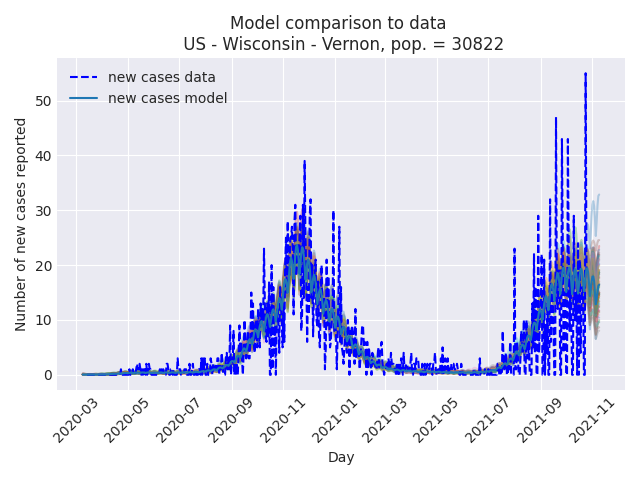 Model comparison to data
US - Wisconsin - Vernon, pop. = 30822
new cases data
new cases model
Number of new cases reported
50
40
30
20
10
0
2020-03
2020-05
2020-07
2020-09
2020-11
2021-01
2021-03
2021-05
2021-07
2021-09
2021-11
Day